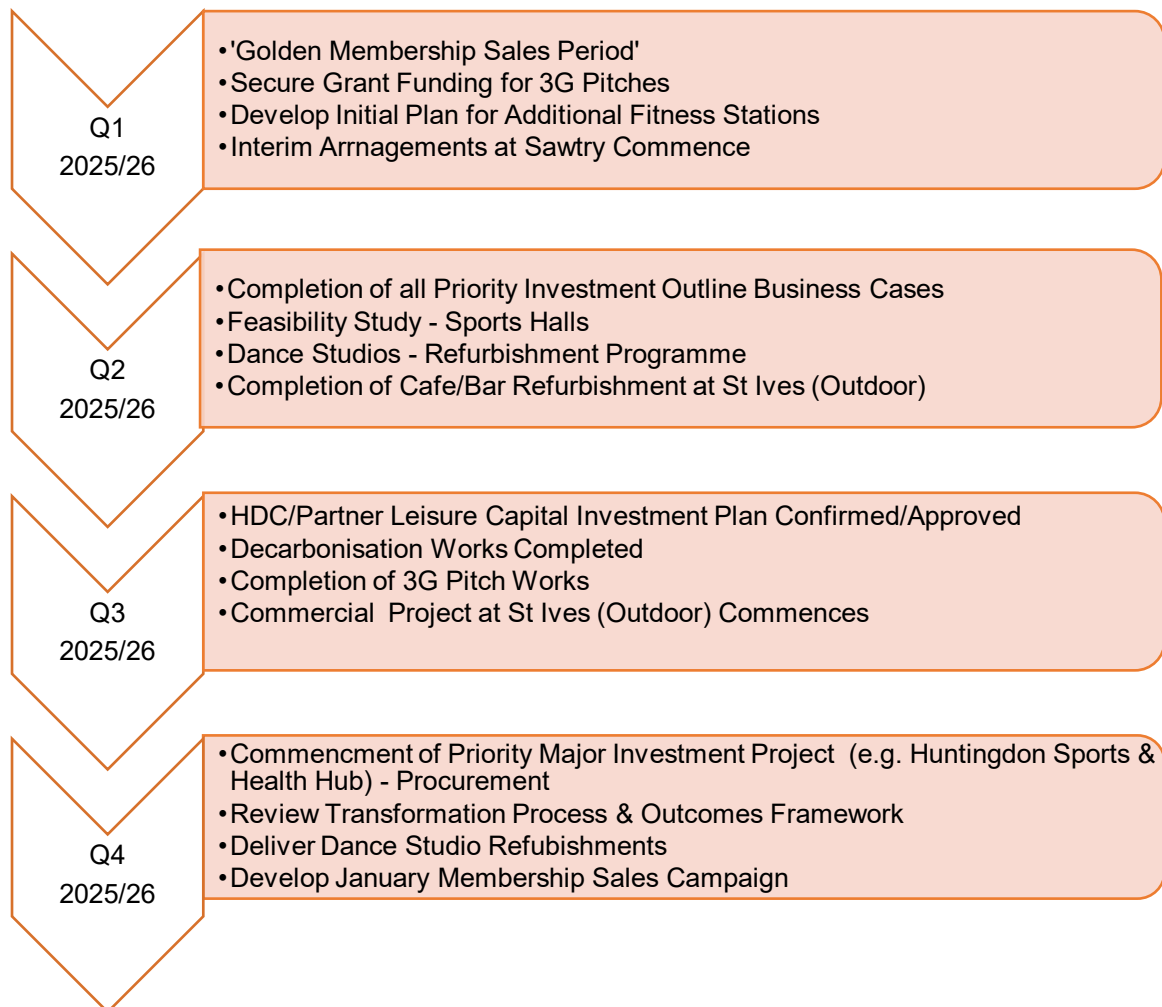 Q1
2025/26
•'Golden Membership Sales Period'
•Secure Grant Funding for 3G Pitches
•Develop Initial Plan for Additional Fitness Stations
•Interim Arrnagements at Sawtry Commence
Q2
2025/26
•Completion of all Priority Investment Outline Business Cases
•Feasibility Study - Sports Halls
•Dance Studios - Refurbishment Programme
•Completion of Cafe/Bar Refurbishment at St Ives (Outdoor)
Q3
2025/26
•HDC/Partner Leisure Capital Investment Plan Confirmed/Approved
•Decarbonisation Works Completed
•Completion of 3G Pitch Works
•Commercial Project at St Ives (Outdoor) Commences
Q4
2025/26
•Commencment of Priority Major Investment Project (e.g. Huntingdon Sports &
Health Hub) - Procurement
•Review Transformation Process & Outcomes Framework
•Deliver Dance Studio Refubishments
•Develop January Membership Sales Campaign